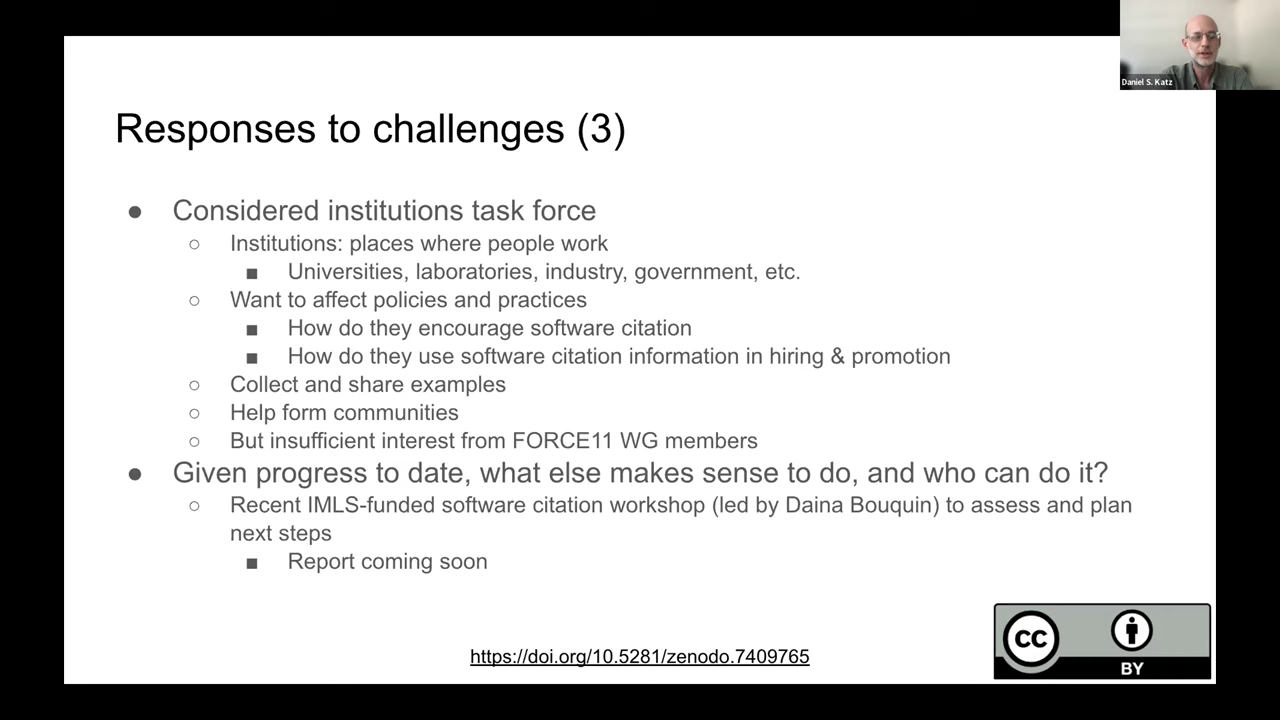 Daniel S. Katz
Responses to challenges (3)
● Considered institutions task force
○ Institutions: places where people work
■ Universities, laboratories, industry, government, etc.
○ Want to affect policies and practices
■ How do they encourage software citation
■ How do they use software citation information in hiring & promotion
○ Collect and share examples
○ Help form communities
○ But insufficient interest from FORCE11 WG members
● Given progress to date, what else makes sense to do, and who can do it?
○ Recent IMLS-funded software citation workshop (led by Daina Bouquin) to assess and plan
next steps
■ Report coming soon
https://doi.org/10.5281/zenodo.7409765
CC
BY